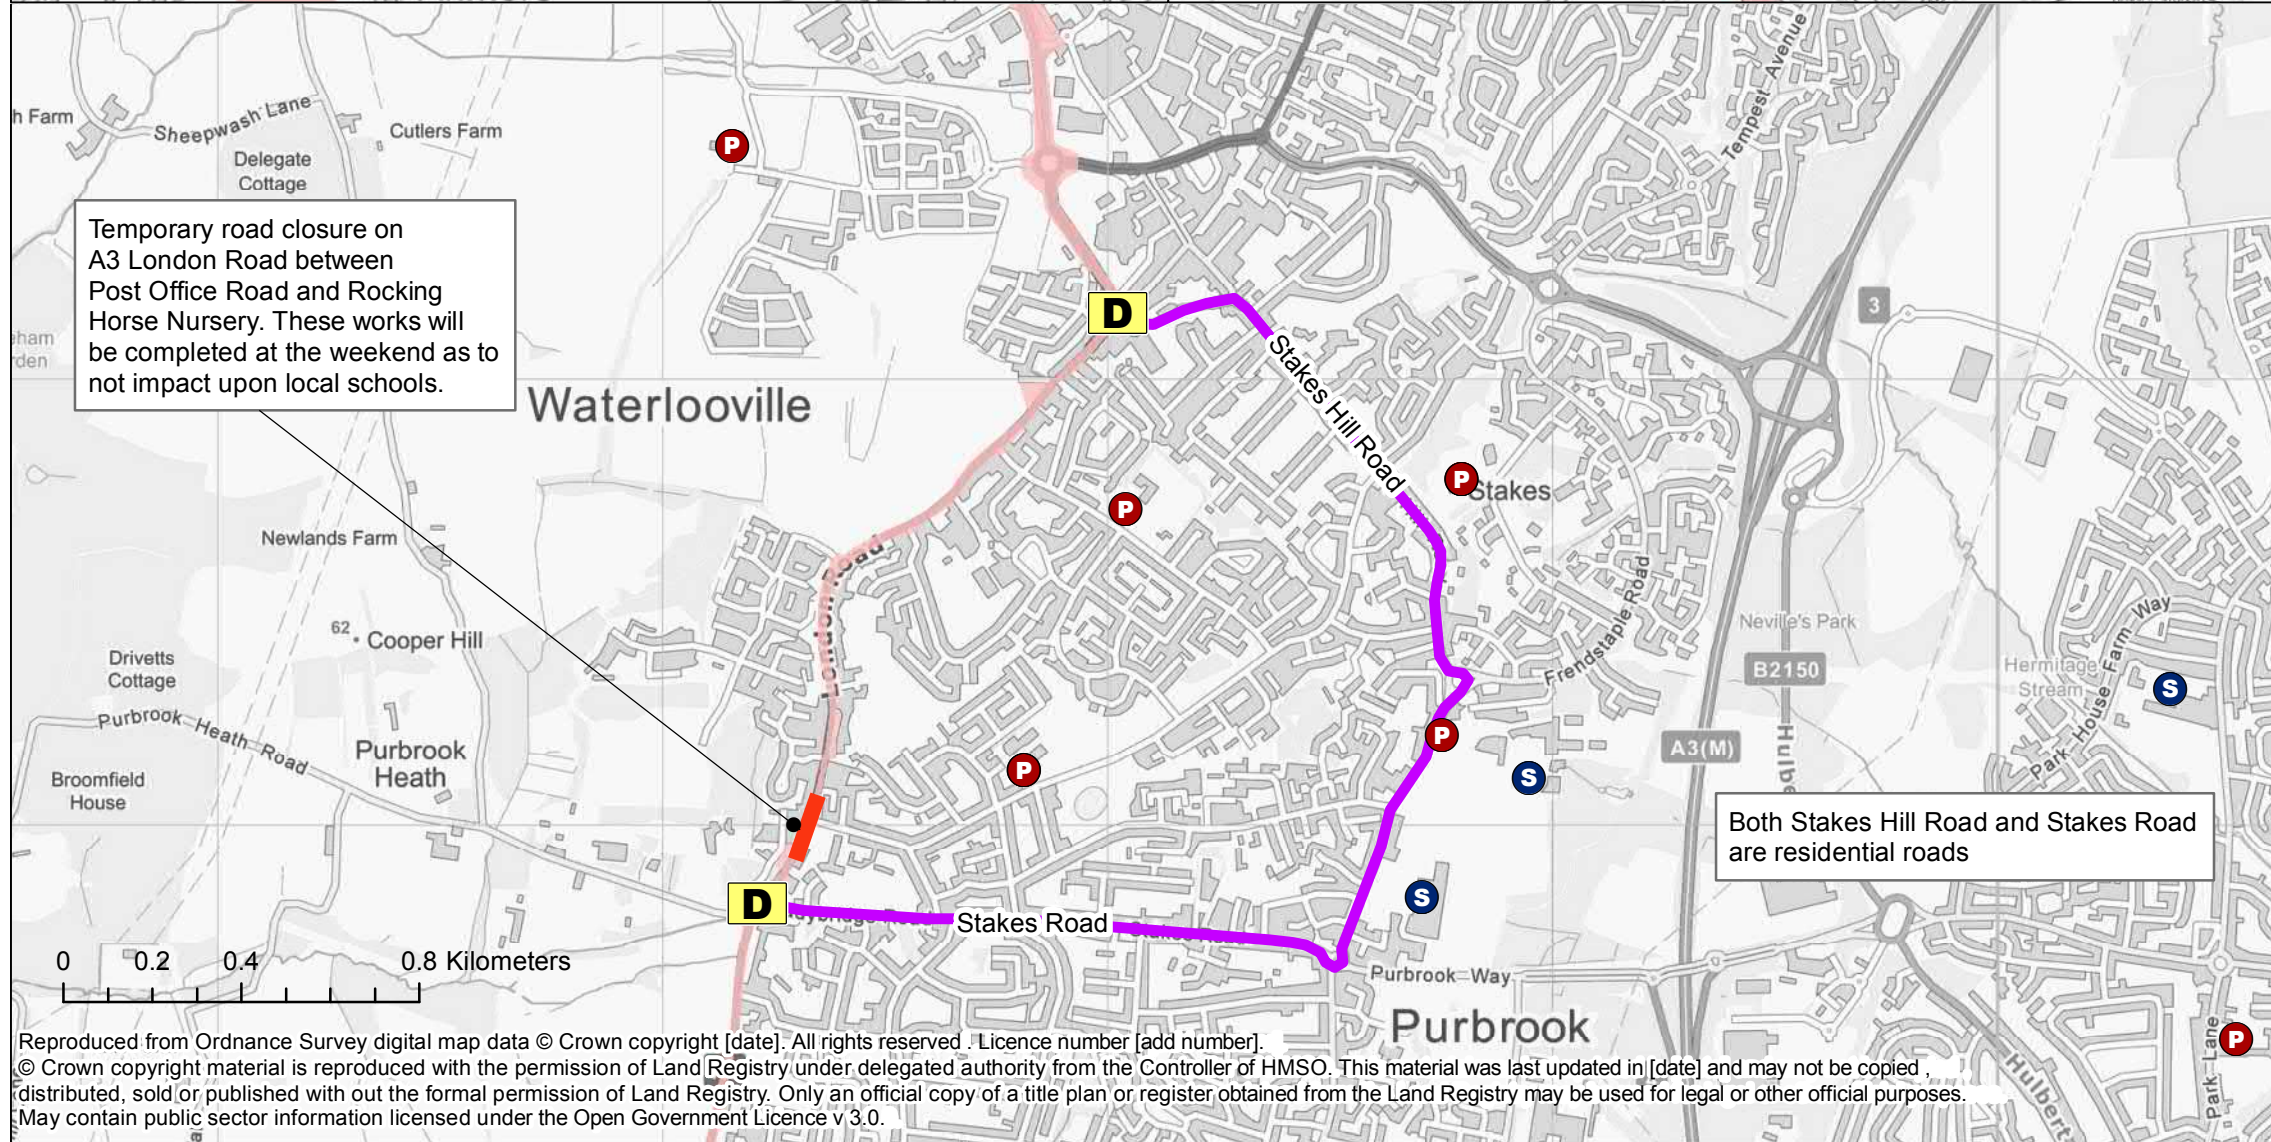 h Farm
Sheepwash Lane
Cutlers Farm
Delegate
Cottage
P
Tempest Avenue
Temporary road closure on
A3 London Road between
Post Office Road and Rocking
Horse Nursery. These works will
be completed at the weekend as to
not impact upon local schools.
3
D
Stakes Hill Road
Waterlooville
P
Stakes
P
Newlands Farm
London Road
62
Cooper Hill
Frendstaple Road
Neville's Park
Drivetts
Cottage
B2150
Hermitage
Stream
Park House Farm Way
S
Purbrook Heath Road
Purbrook
Heath
P
A3(M)
Broomfield
House
P
S
Both Stakes Hill Road and Stakes Road
are residential roads
S
D
Stakes Road
Stakes Road
0 0.2 0.4 0.8 Kilometers
Purbrook Way
Purbrook
P
Park Lane
Hulbert
Reproduced from Ordnance Survey digital map data © Crown copyright [date]. All rights reserved . Licence number [add number].
© Crown copyright material is reproduced with the permission of Land Registry under delegated authority from the Controller of HMSO. This material was last updated in [date] and may not be copied ,
distributed, sold or published with out the formal permission of Land Registry. Only an official copy of a title plan or register obtained from the Land Registry may be used for legal or other official purposes.
May contain public sector information licensed under the Open Government Licence v 3.0.